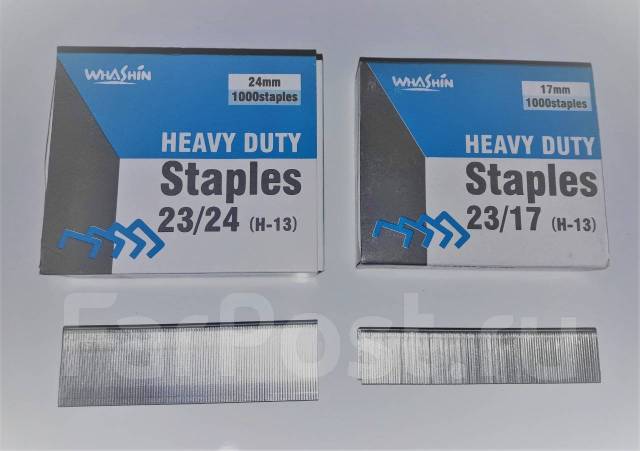 WHASHIN
24mm
1000staples
HEAVY DUTY
Staples
23/24 (H-13)
WHASHIN
17mm
1000staples
HEAVY DUTY
Staples
23/17 (H-13)
FarPost.ru